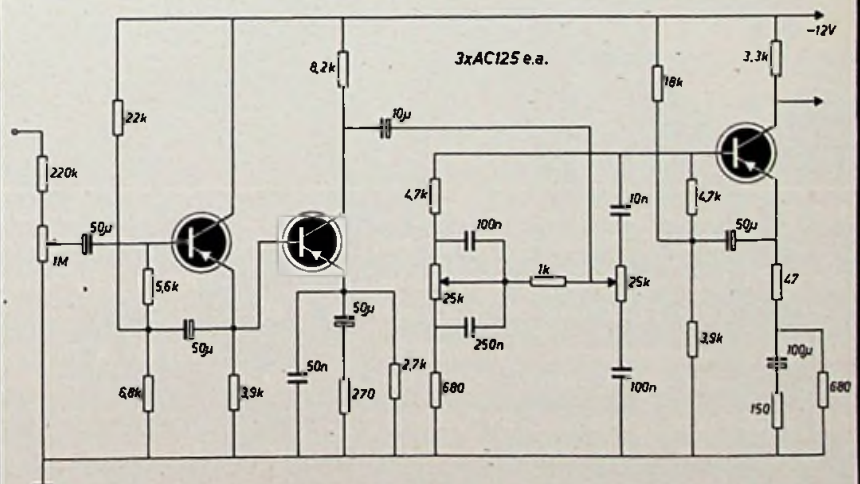 -12V
3xAC125 e.a.
8,2k
3,3k
18k
22k
10µ
220k
4,7k
10n
4,7k
50µ
100n
50µ
1M
5,6k
1k
25k
25k
47
50µ
50µ
250n
3,9k
100µ
50n
2,7k
6,8k
3,9k
270
680
100n
150
680